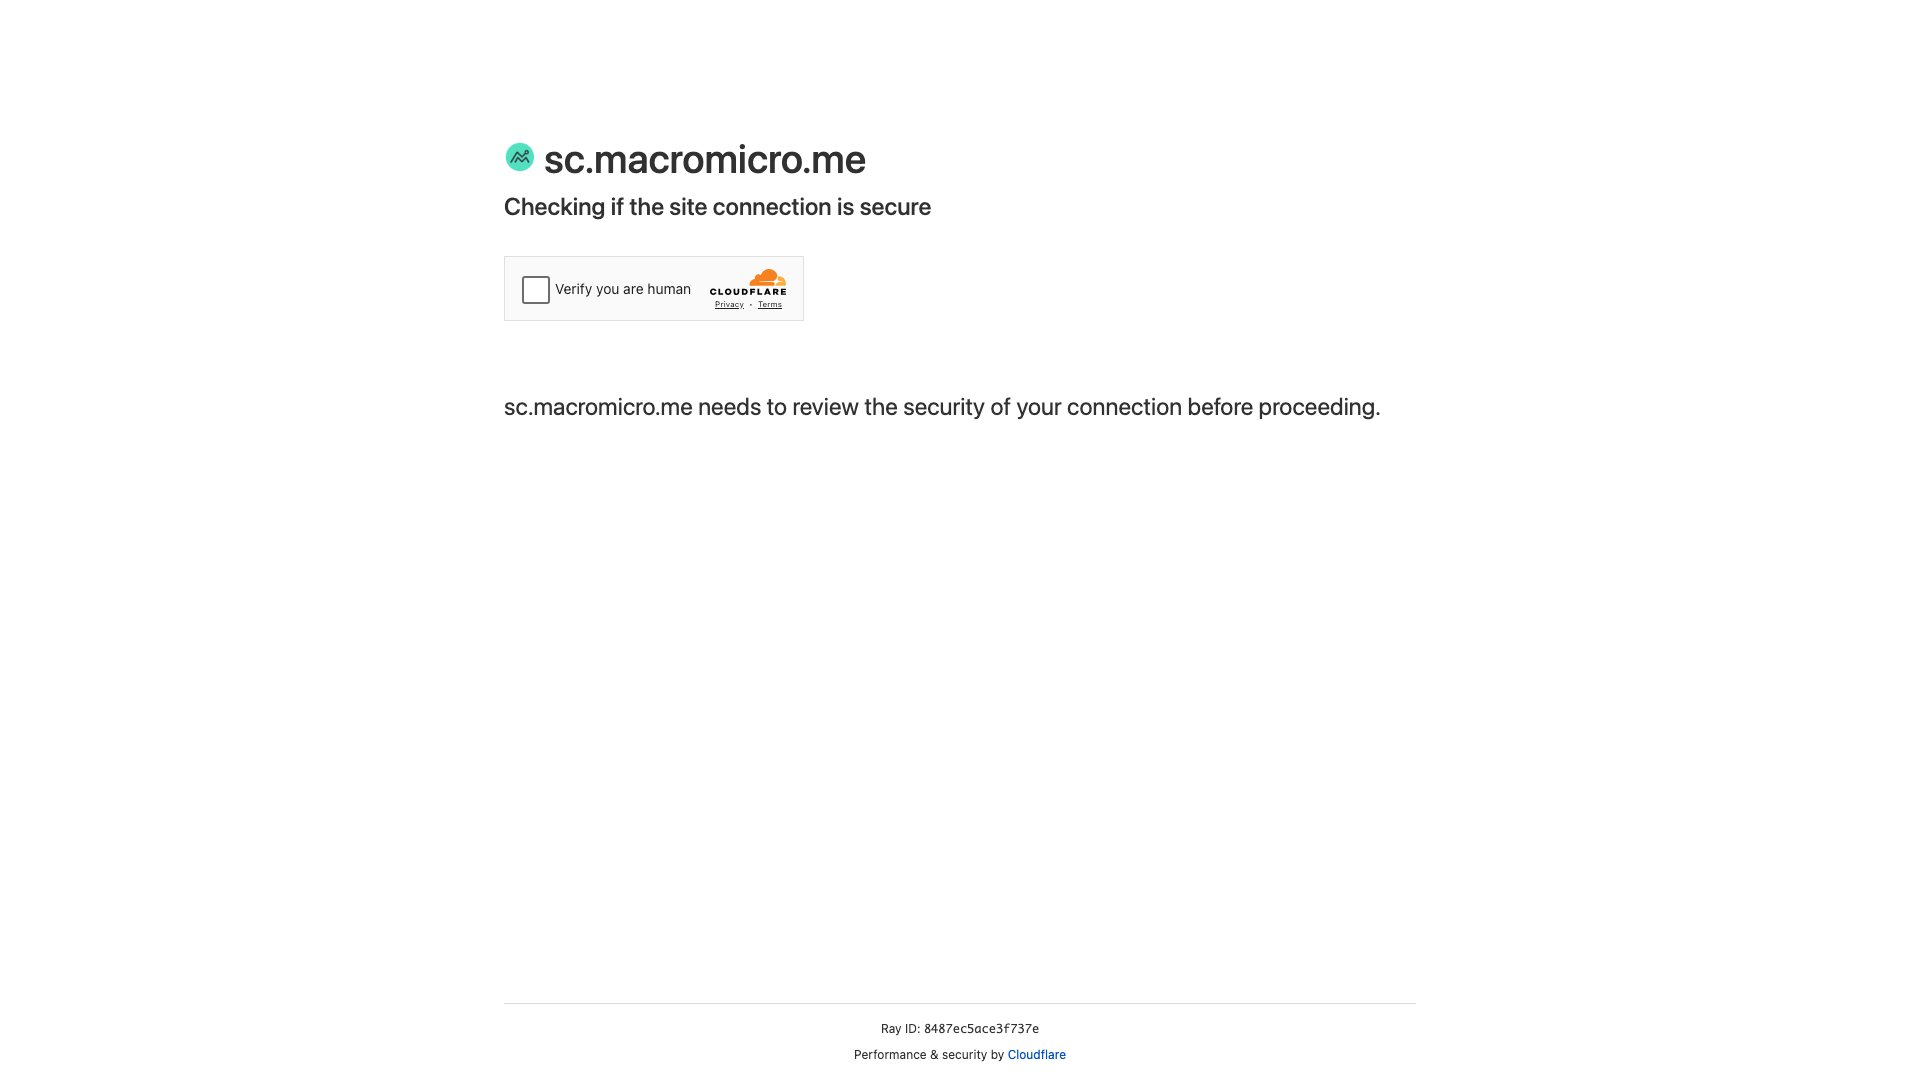 sc.macromicro.me
Checking if the site connection is secure
Verify you are human
CLOUDFLARE
Privacy • Terms
sc.macromicro.me needs to review the security of your connection before proceeding.
Ray ID: 8487ec5ace3f737e
Performance & security by Cloudflare